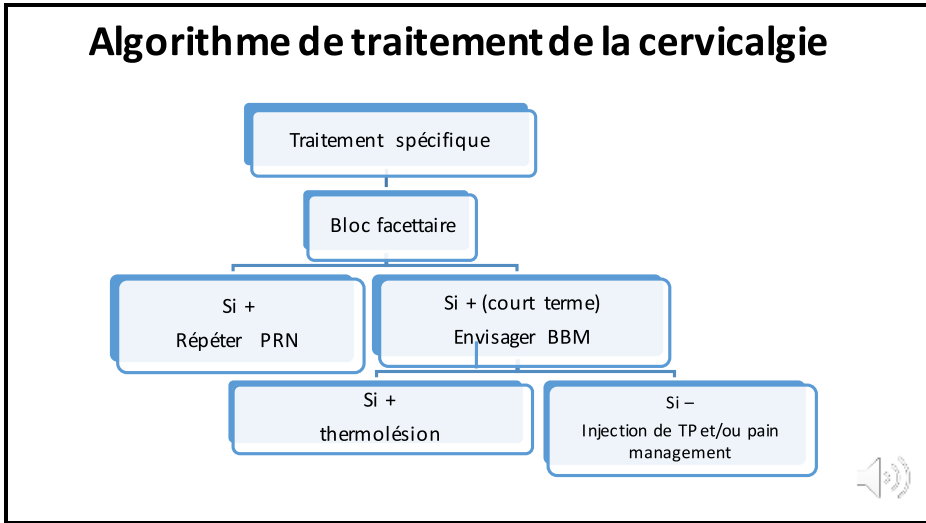 Algorithme de traitement de la cervicalgie
Traitement spécifique
Bloc facettaire
Si +
Répéter PRN
Si + (court terme)
Envisager BBM
Si +
thermolésion
Si –
Injection de TP et/ou pain
management